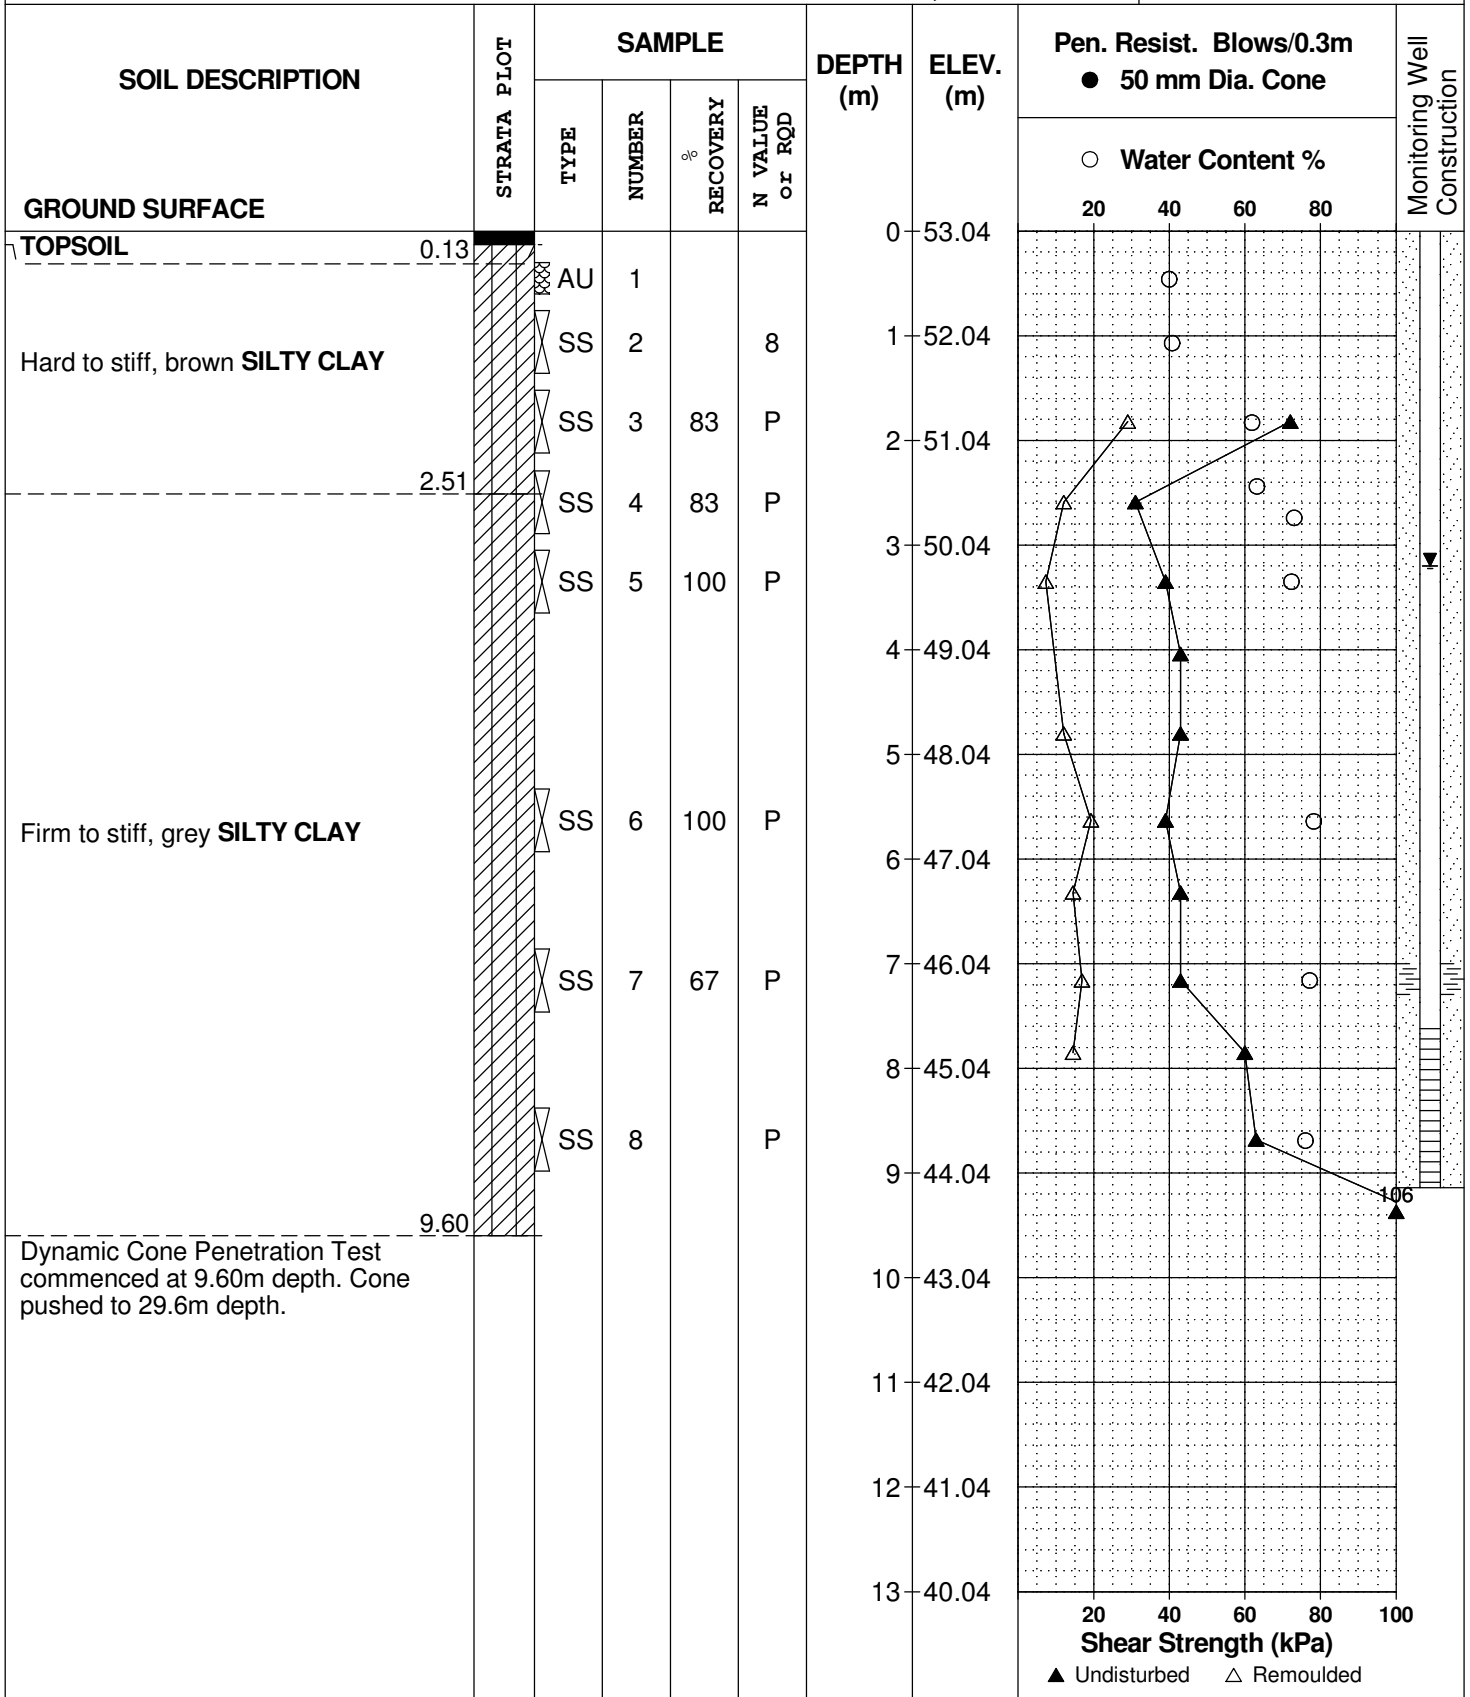 SOIL DESCRIPTION
GROUND SURFACE
STRATA PLOT
SAMPLE
TYPE
NUMBER
% RECOVERY
N VALUE or RQD
DEPTH (m)
ELEV. (m)
Pen. Resist. Blows/0.3m
● 50 mm Dia. Cone
○ Water Content %
20 40 60 80
Monitoring Well Construction
0 53.04
TOPSOIL 0.13
AU 1
Hard to stiff, brown SILTY CLAY
SS 2 8
1 52.04
SS 3 83 P
2 51.04
2.51
SS 4 83 P
3 50.04
SS 5 100 P
4 49.04
5 48.04
Firm to stiff, grey SILTY CLAY
SS 6 100 P
6 47.04
7 46.04
SS 7 67 P
8 45.04
SS 8 P
9 44.04
106
9.60
Dynamic Cone Penetration Test
commenced at 9.60m depth. Cone
pushed to 29.6m depth.
10 43.04
11 42.04
12 41.04
13 40.04
20 40 60 80 100
Shear Strength (kPa)
▲ Undisturbed △ Remoulded